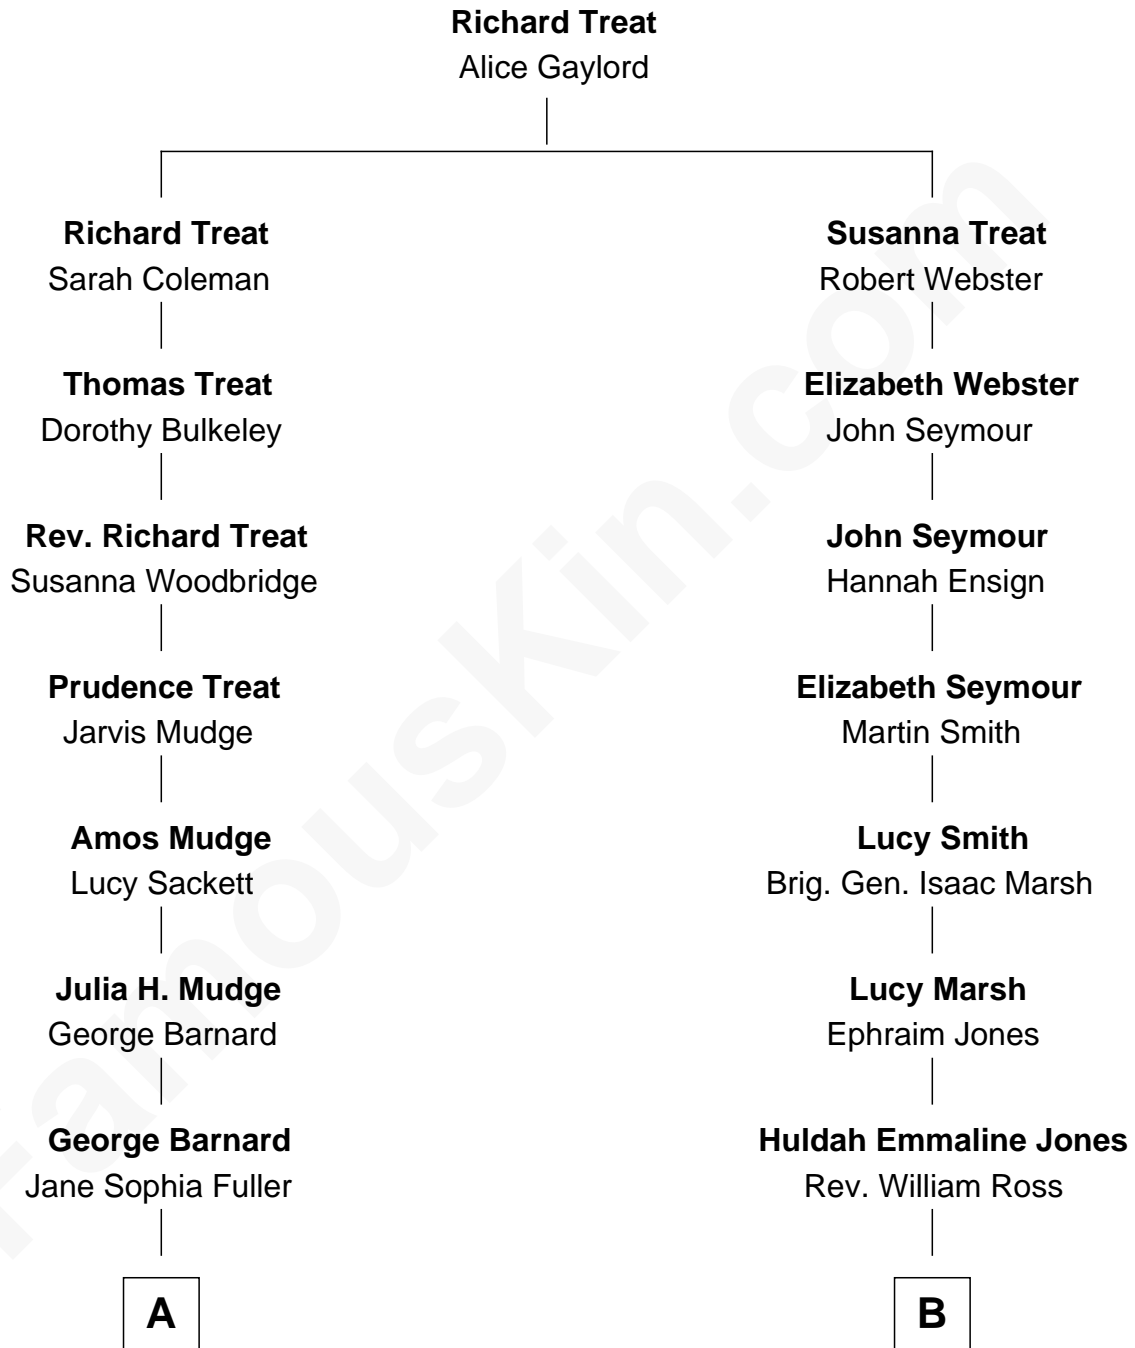 Richard Treat
Alice Gaylord
Richard Treat
Sarah Coleman
Thomas Treat
Dorothy Bulkeley
Rev. Richard Treat
Susanna Woodbridge
Prudence Treat
Jarvis Mudge
Amos Mudge
Lucy Sackett
Julia H. Mudge
George Barnard
George Barnard
Jane Sophia Fuller
A
Susanna Treat
Robert Webster
Elizabeth Webster
John Seymour
John Seymour
Hannah Ensign
Elizabeth Seymour
Martin Smith
Lucy Smith
Brig. Gen. Isaac Marsh
Lucy Marsh
Ephraim Jones
Huldah Emmaline Jones
Rev. William Ross
B
FamousKin.com